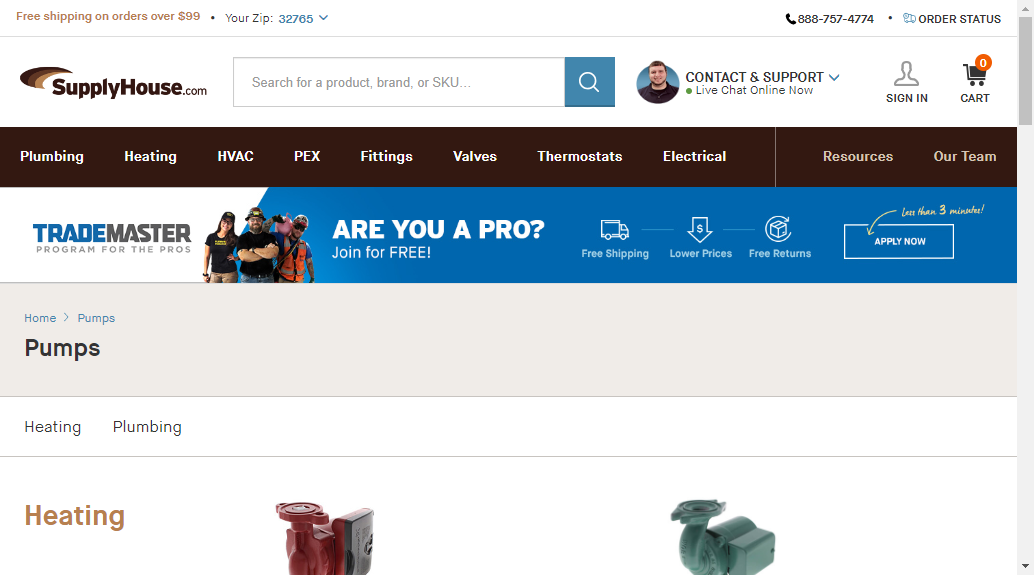 Free shipping on orders over $99 • Your Zip: 32765
888-757-4774 • ORDER STATUS
SupplyHouse.com
Search for a product, brand, or SKU...
CONTACT & SUPPORT
Live Chat Online Now
SIGN IN
0
CART
Plumbing Heating HVAC PEX Fittings Valves Thermostats Electrical Resources Our Team
TRADEMASTER
PROGRAM FOR THE PROS
ARE YOU A PRO?
Join for FREE!
Free Shipping
$
Lower Prices
Free Returns
Less than 3 minutes!
APPLY NOW
Home > Pumps
Pumps
Heating Plumbing
Heating